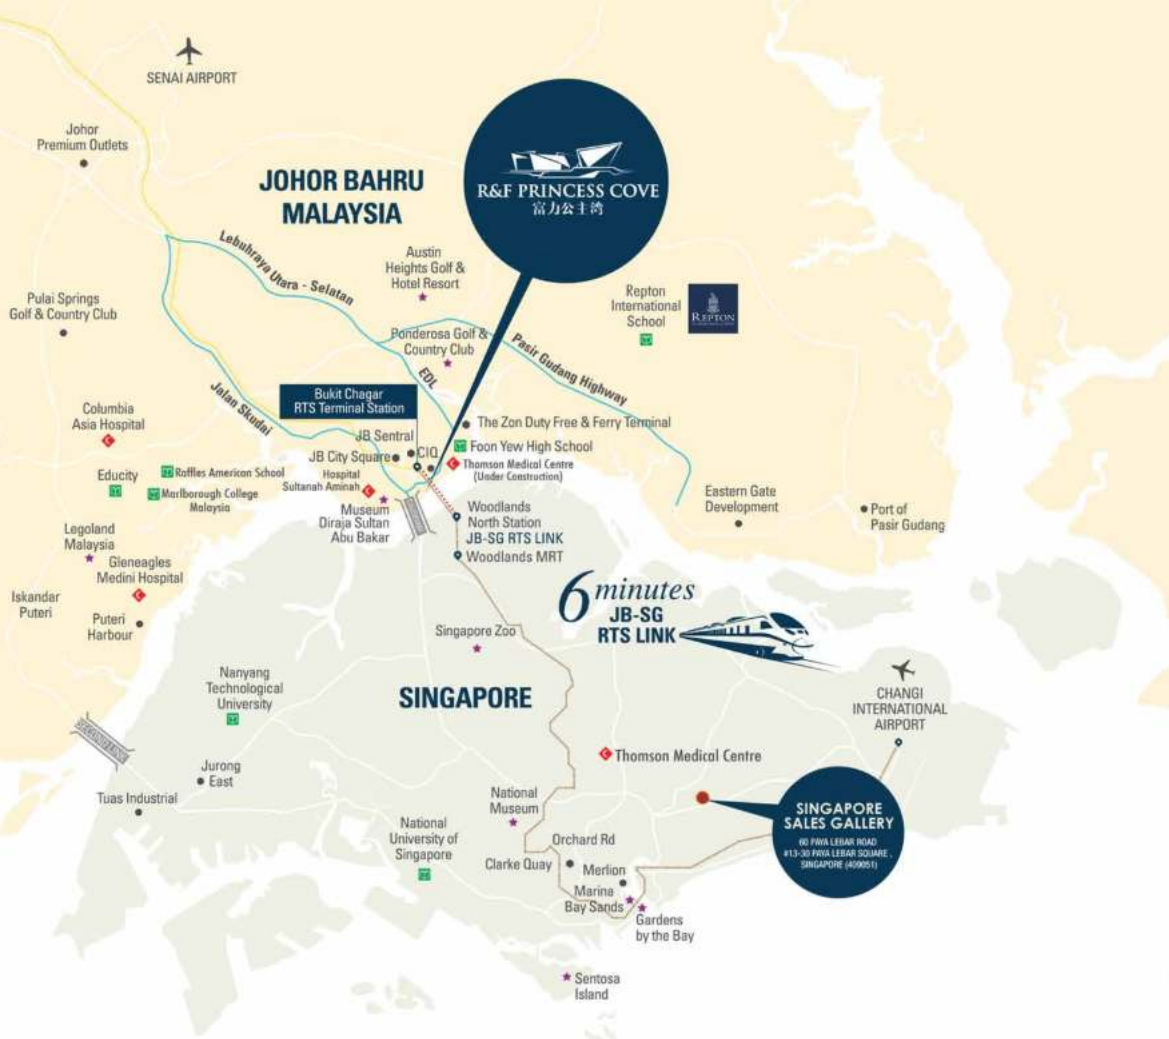 SENAI AIRPORT
Johor
Premium Outlets
JOHOR BAHRU
MALAYSIA
R&F PRINCESS COVE
富力公主湾
Lebuhraya Utara - Selatan
Austin
Heights Golf &
Hotel Resort
Repton
International
School
REPTON
Pulai Springs
Golf & Country Club
Ponderosa Golf &
Country Club
Pasir Gudang Highway
EDL
Jalan Skudai
Bukit Chagar
RTS Terminal Station
Columbia
Asia Hospital
The Zon Duty Free & Ferry Terminal
JB Sentral
Foon Yew High School
JB City Square
CIQ
Thomson Medical Centre
(Under Construction)
Educity
Raffles American School
Hospital
Sultanah Aminah
Marlborough College
Malaysia
Museum
Diraja Sultan
Abu Bakar
Woodlands
North Station
JB-SG RTS LINK
Woodlands MRT
Eastern Gate
Development
Port of
Pasir Gudang
Legoland
Malaysia
Gleneagles
Medini Hospital
Iskandar
Puteri
Puteri
Harbour
6 minutes
JB-SG
RTS LINK
Singapore Zoo
Nanyang
Technological
University
SINGAPORE
CHANGI
INTERNATIONAL
AIRPORT
SECOND LINK
Thomson Medical Centre
Jurong
East
Tuas Industrial
National
Museum
SINGAPORE
SALES GALLERY
60 PAYA LEBAR ROAD
#13-30 PAYA LEBAR SQUARE ,
SINGAPORE (409051)
National
University of
Singapore
Orchard Rd
Clarke Quay
Merlion
Marina
Bay Sands
Gardens
by the Bay
Sentosa
Island